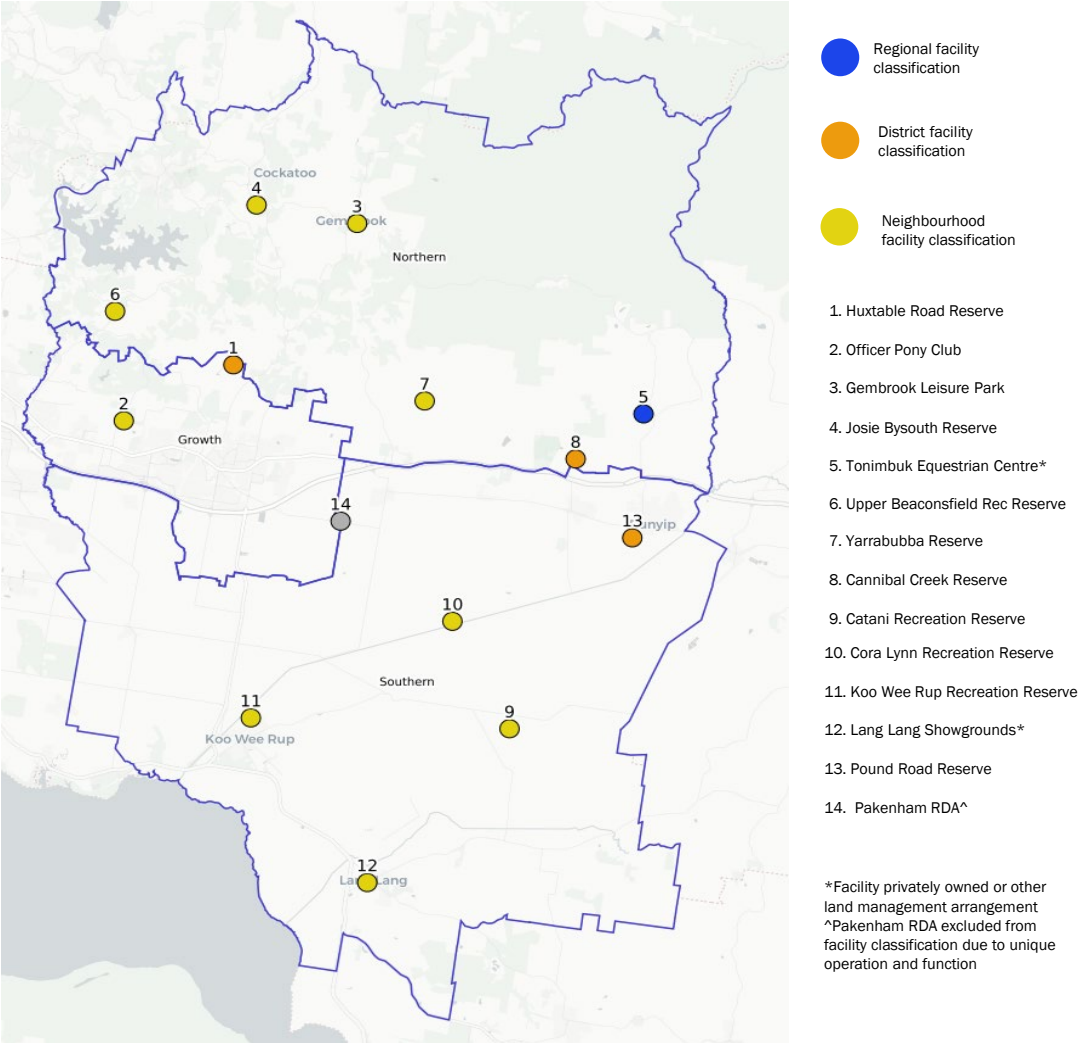 Cockatoo
4
3
Gembrook
Northern
6
1
7
5
2
Growth
8
14
13
unyip
10
Southern
11
9
Koo Wee Rup
12
Lang Lang
Regional facility
classification
District facility
classification
Neighbourhood
facility classification
1. Huxtable Road Reserve
2. Officer Pony Club
3. Gembrook Leisure Park
4. Josie Bysouth Reserve
5. Tonimbuk Equestrian Centre*
6. Upper Beaconsfield Rec Reserve
7. Yarrabubba Reserve
8. Cannibal Creek Reserve
9. Catani Recreation Reserve
10. Cora Lynn Recreation Reserve
11. Koo Wee Rup Recreation Reserve
12. Lang Lang Showgrounds*
13. Pound Road Reserve
14. Pakenham RDA^
*Facility privately owned or other
land management arrangement
^Pakenham RDA excluded from
facility classification due to unique
operation and function